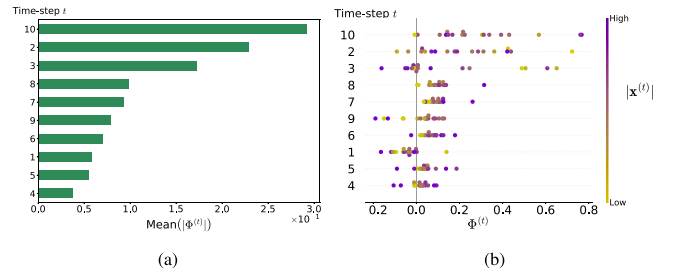 Time-step t
10
2
3
8
7
9
6
1
5
4
0.0 0.5 1.0 1.5 2.0 2.5 3.0
×10⁻¹
Mean(|Φ⁽ᵗ⁾|)
(a)
Time-step t
10
2
3
8
7
9
6
1
5
4
0.2 0.0 0.2 0.4 0.6 0.8
Φ⁽ᵗ⁾
High
|x⁽ᵗ⁾|
Low
(b)